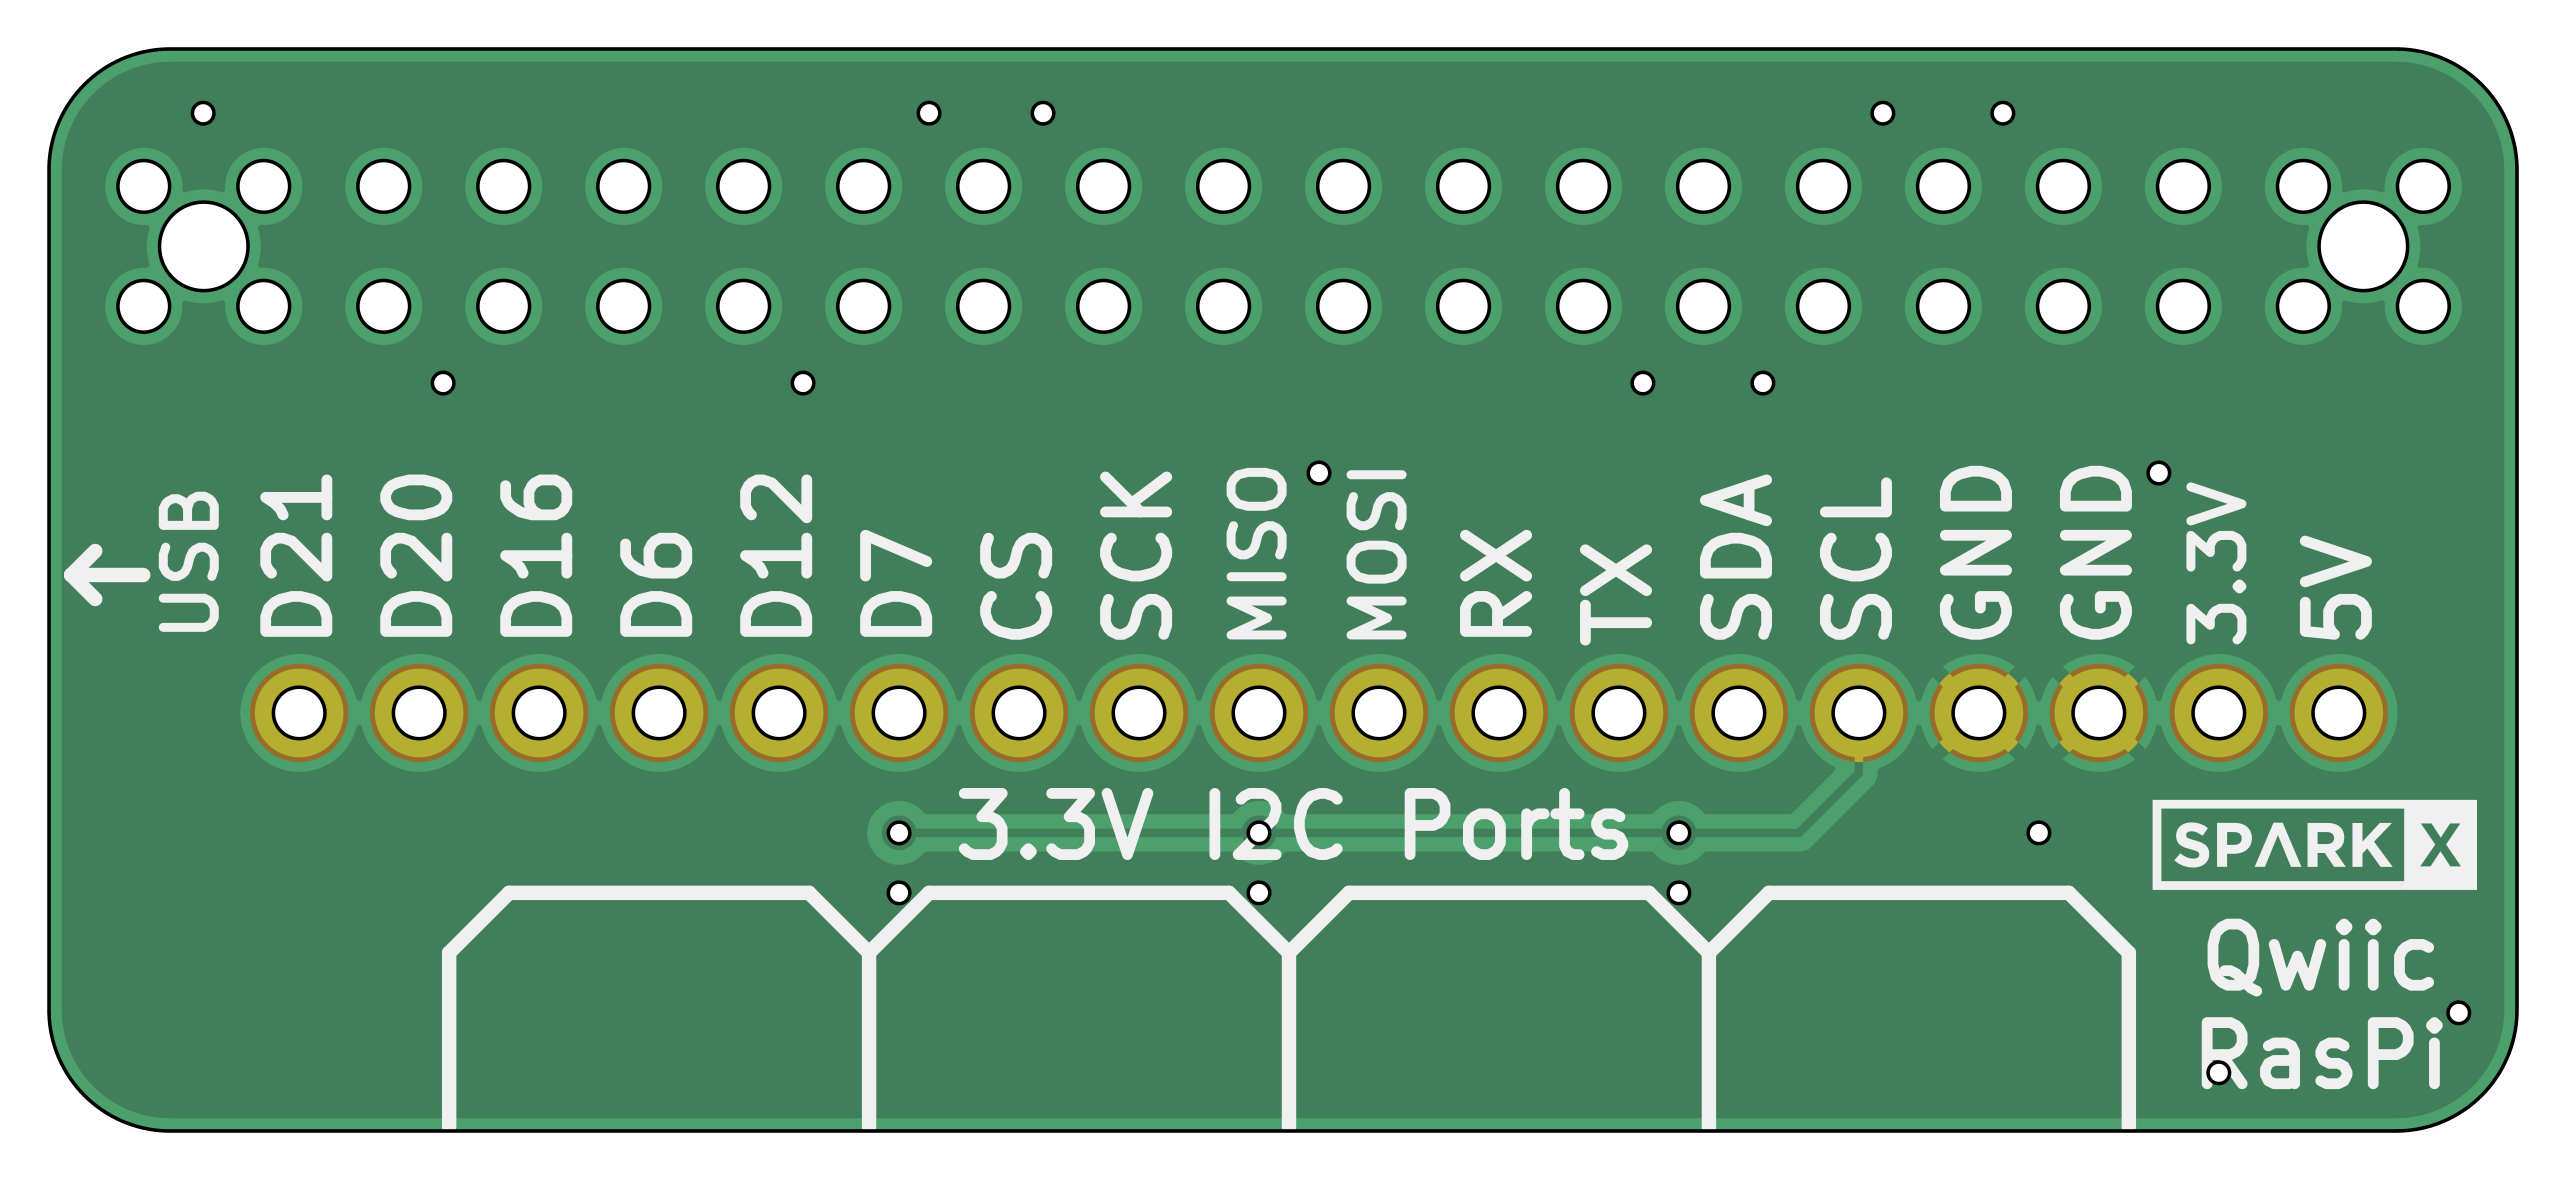 USB
D21
D20
D16
D6
D12
D7
CS
SCK
MISO
MOSI
RX
TX
SDA
SCL
GND
GND
3.3V
5V
3.3V I2C Ports
SPARK X
Qwiic
RasPi